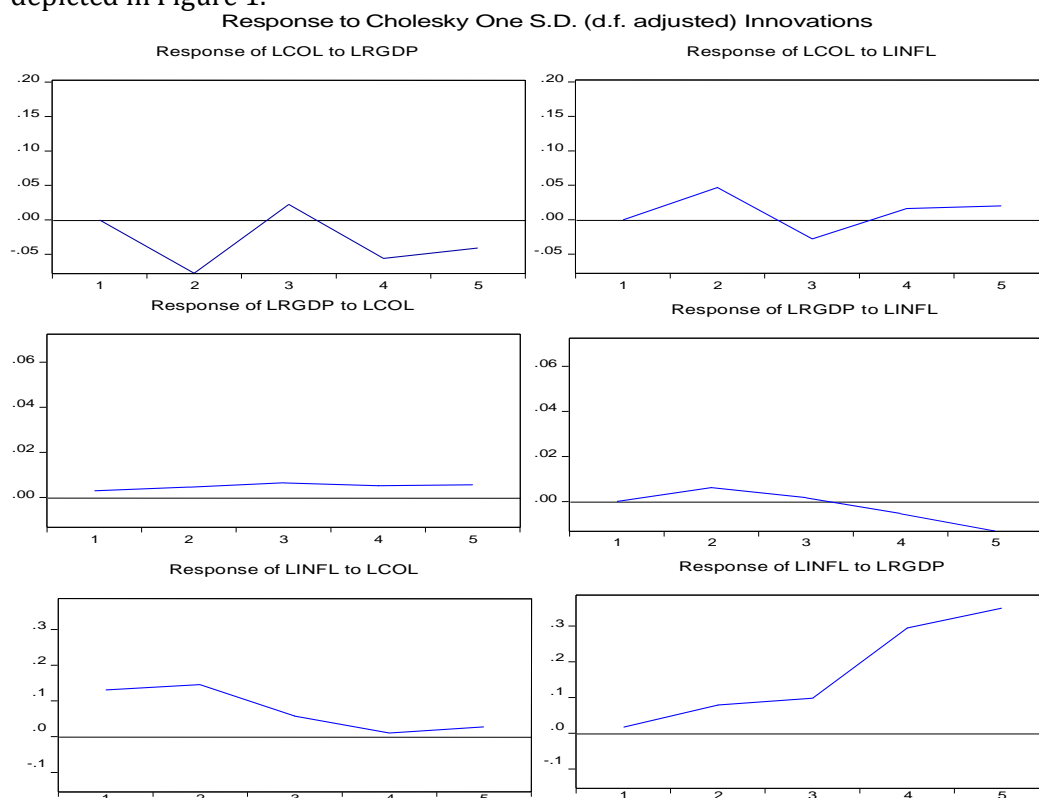 depicted in Figure 1.
Response to Cholesky One S.D. (d.f. adjusted) Innovations
Response of LCOL to LRGDP
.20
.15
.10
.05
.00
-.05
1 2 3 4 5
Response of LCOL to LINFL
.20
.15
.10
.05
.00
-.05
1 2 3 4 5
Response of LRGDP to LCOL
.06
.04
.02
.00
1 2 3 4 5
Response of LRGDP to LINFL
.06
.04
.02
.00
1 2 3 4 5
Response of LINFL to LCOL
.3
.2
.1
.0
-.1
1 2 3 4 5
Response of LINFL to LRGDP
.3
.2
.1
.0
-.1
1 2 3 4 5